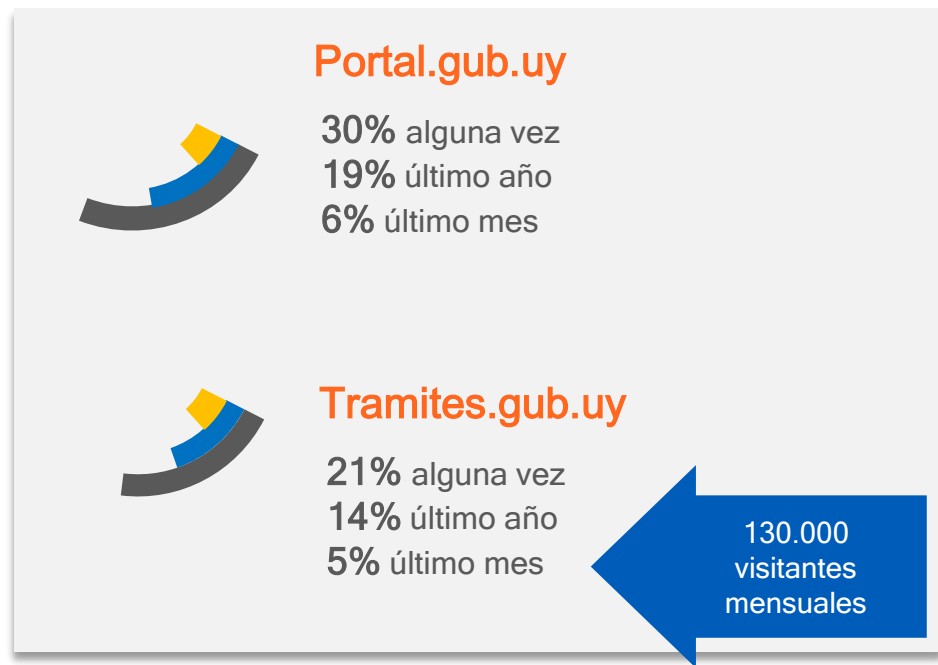 Portal.gub.uy
30% alguna vez
19% último año
6% último mes
Tramites.gub.uy
21% alguna vez
14% último año
5% último mes
130.000
visitantes
mensuales